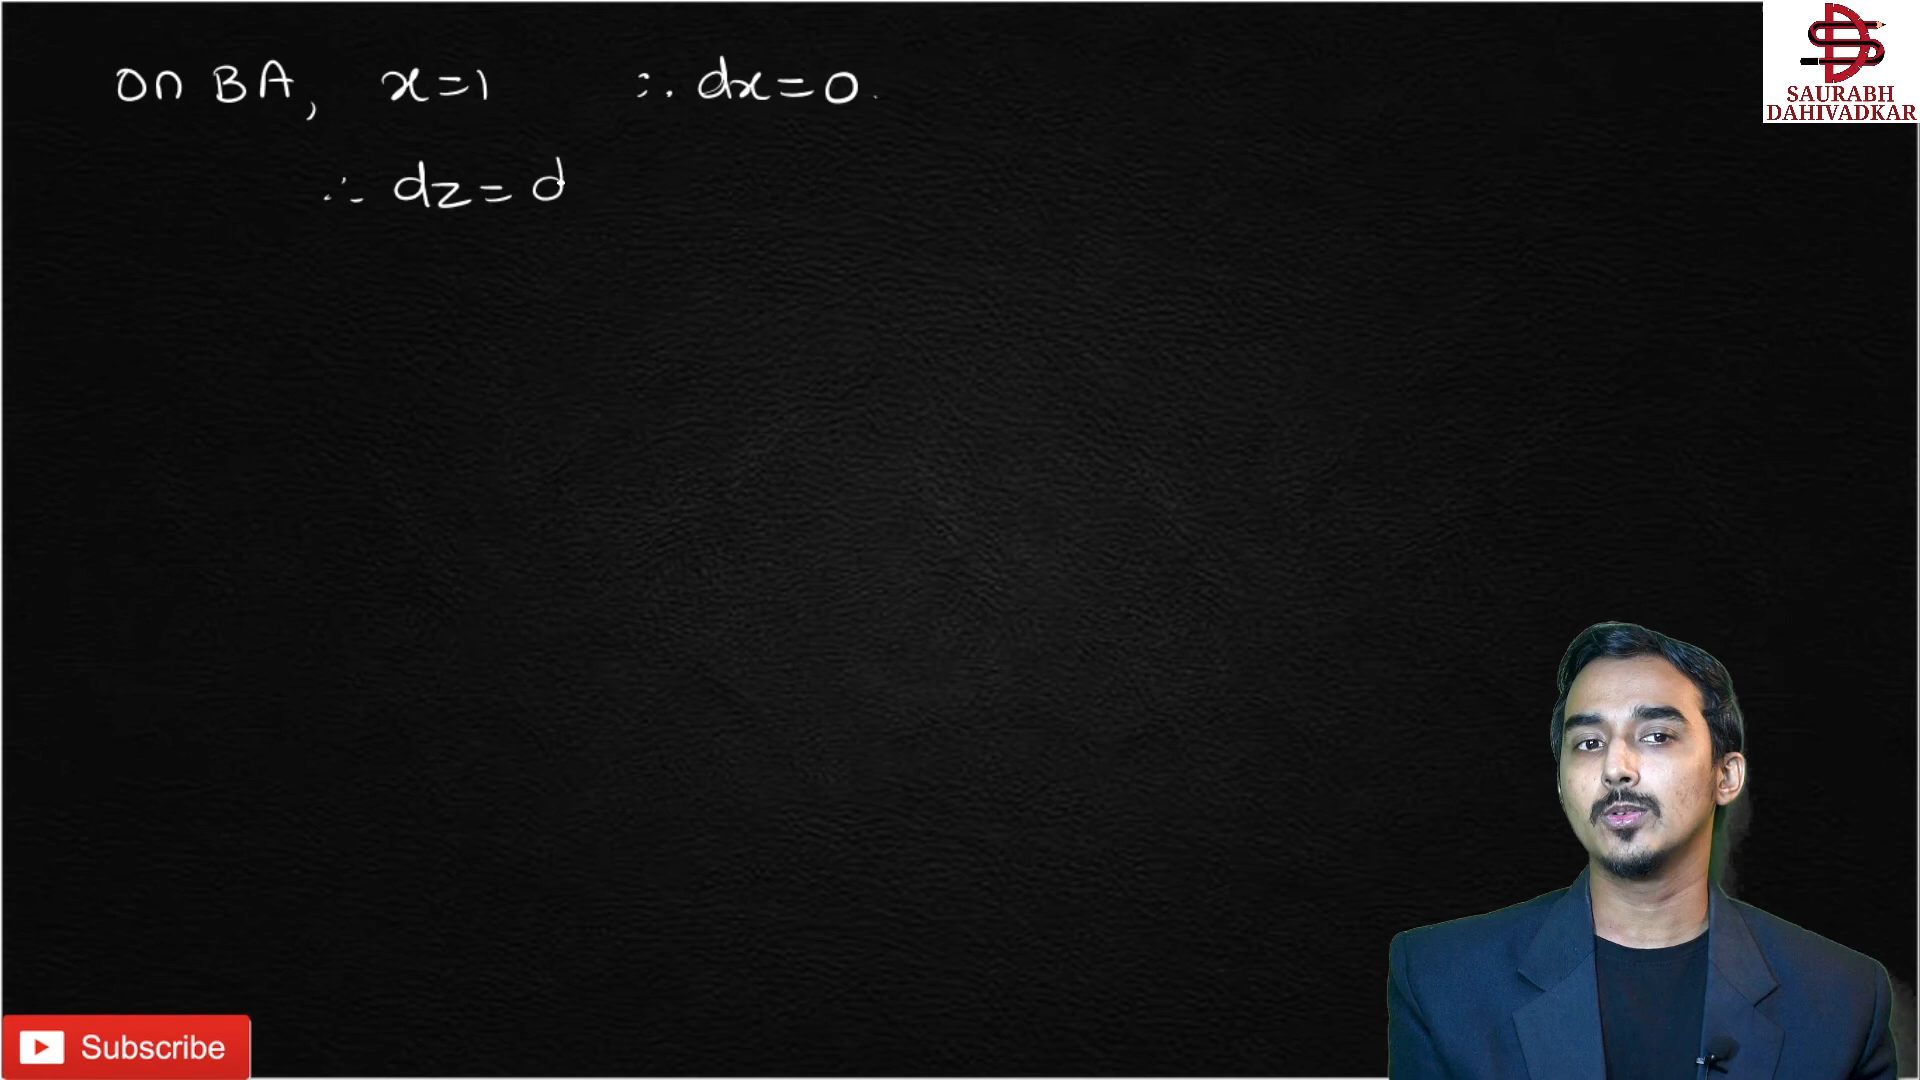 on BA, x=1 ∴ dx=0.
∴ dz=d
SAURABH
DAHIVADKAR
Subscribe